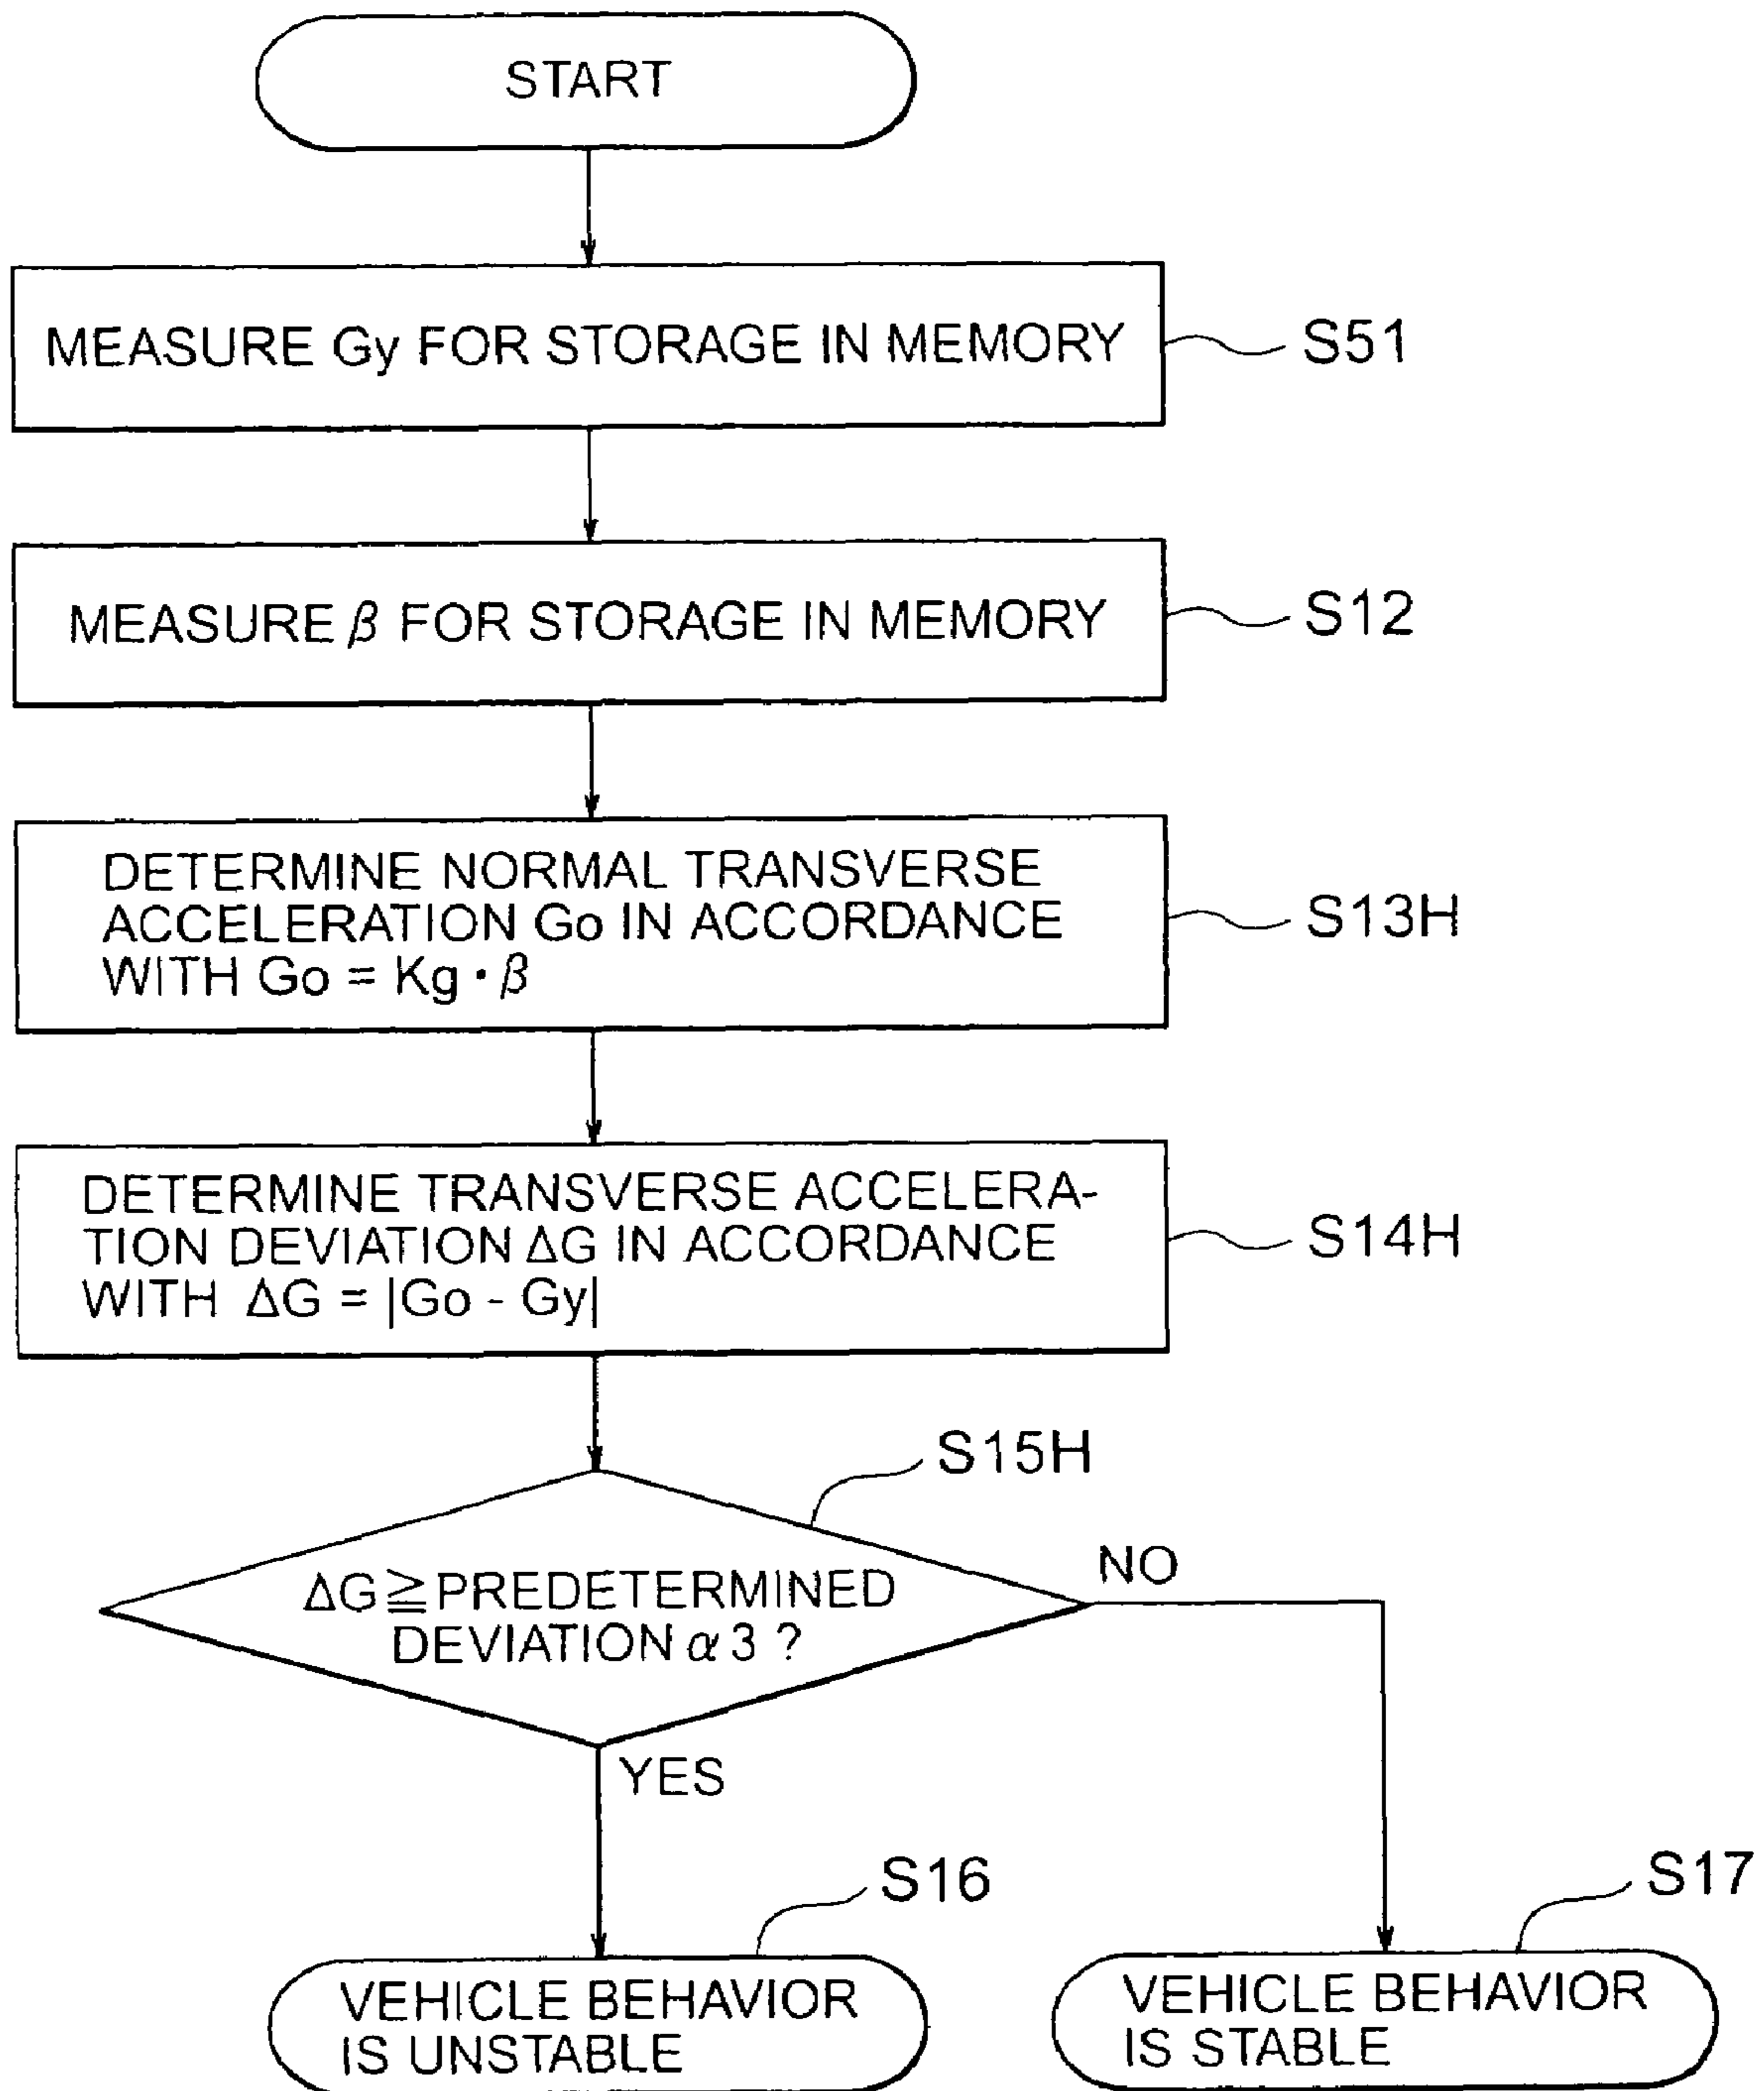 START
MEASURE Gy FOR STORAGE IN MEMORY
S51
MEASURE β FOR STORAGE IN MEMORY
S12
DETERMINE NORMAL TRANSVERSE
ACCELERATION Go IN ACCORDANCE
WITH Go = Kg · β
S13H
DETERMINE TRANSVERSE ACCELERA-
TION DEVIATION ΔG IN ACCORDANCE
WITH ΔG = |Go - Gy|
S14H
S15H
ΔG ≧ PREDETERMINED
DEVIATION α 3 ?
NO
YES
S16
VEHICLE BEHAVIOR
IS UNSTABLE
S17
VEHICLE BEHAVIOR
IS STABLE